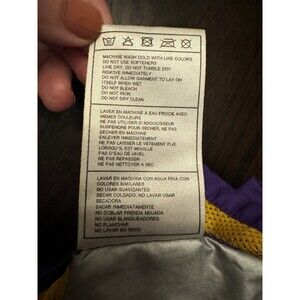 MACHINE WASH COLD WITH LIKE COLORS
DO NOT USE SOFTENERS
LINE DRY, DO NOT TUMBLE DRY
REMOVE IMMEDIATELY
DO NOT ALLOW GARMENT TO LAY ON
ITSELF WHEN WET
DO NOT BLEACH
DO NOT IRON
DO NOT DRY CLEAN
LAVER EN MACHINE A EAU FROIDE AVEC
MEMES COULEURS
NE PAS UTILISER D'ADOUCISSEUR
SUSPENDRE POUR SECHER, NE PAS
SECHER EN MACHINE
ENLEVER IMMEDIATEMENT
NE PAS LAISSER LE VETEMENT PLIE
LORSQU'IL EST HUMIDE
PAS D'EAU DE JAVEL
NE PAS REPASSER
NE PAS NETTOYER A SEC
LAVAR EN MAQUINA CON AGUA FRIA CON
COLORES SIMILARES
NO USAR SUAVIZANTES
SECAR COLGADO, NO LAVAR USAR
SECADORA
SACAR IMMEDIATAMENTE
NO DOBLAR PRENDA MOJADA
NO USAR BLANQUEADORES
NO PLANCHAR
NO LAVAR EN SECO